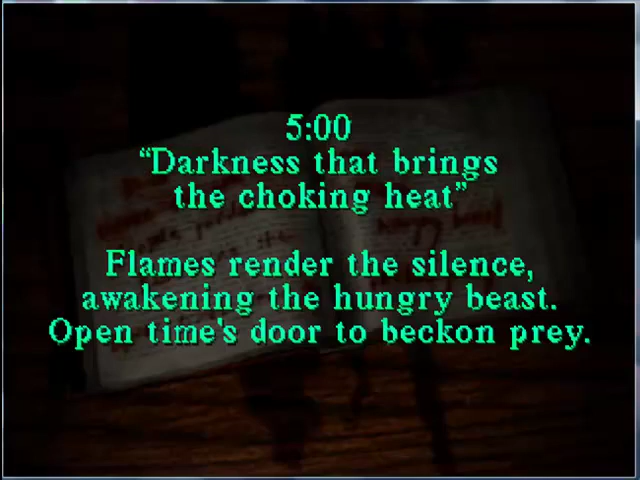 5:00
“Darkness that brings
the choking heat”
Flames render the silence,
awakening the hungry beast.
Open time's door to beckon prey.